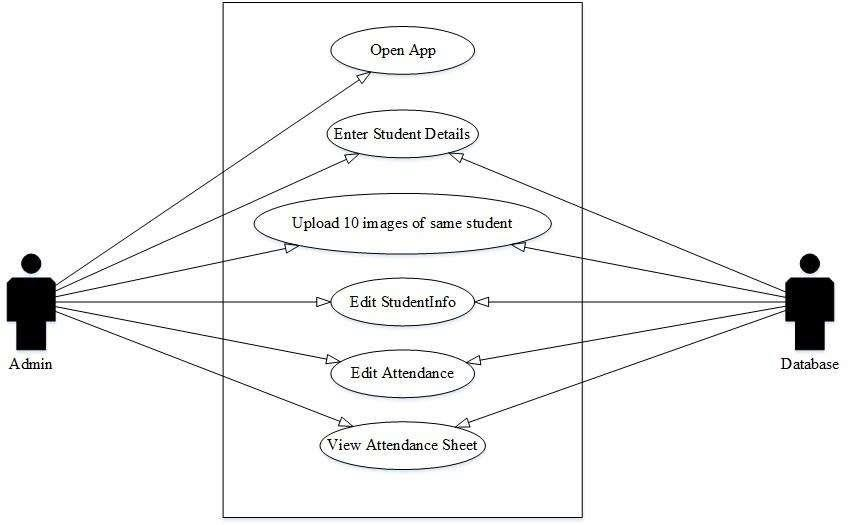 Open App
Enter Student Details
Upload 10 images of same student
Edit StudentInfo
Admin
Database
Edit Attendance
View Attendance Sheet